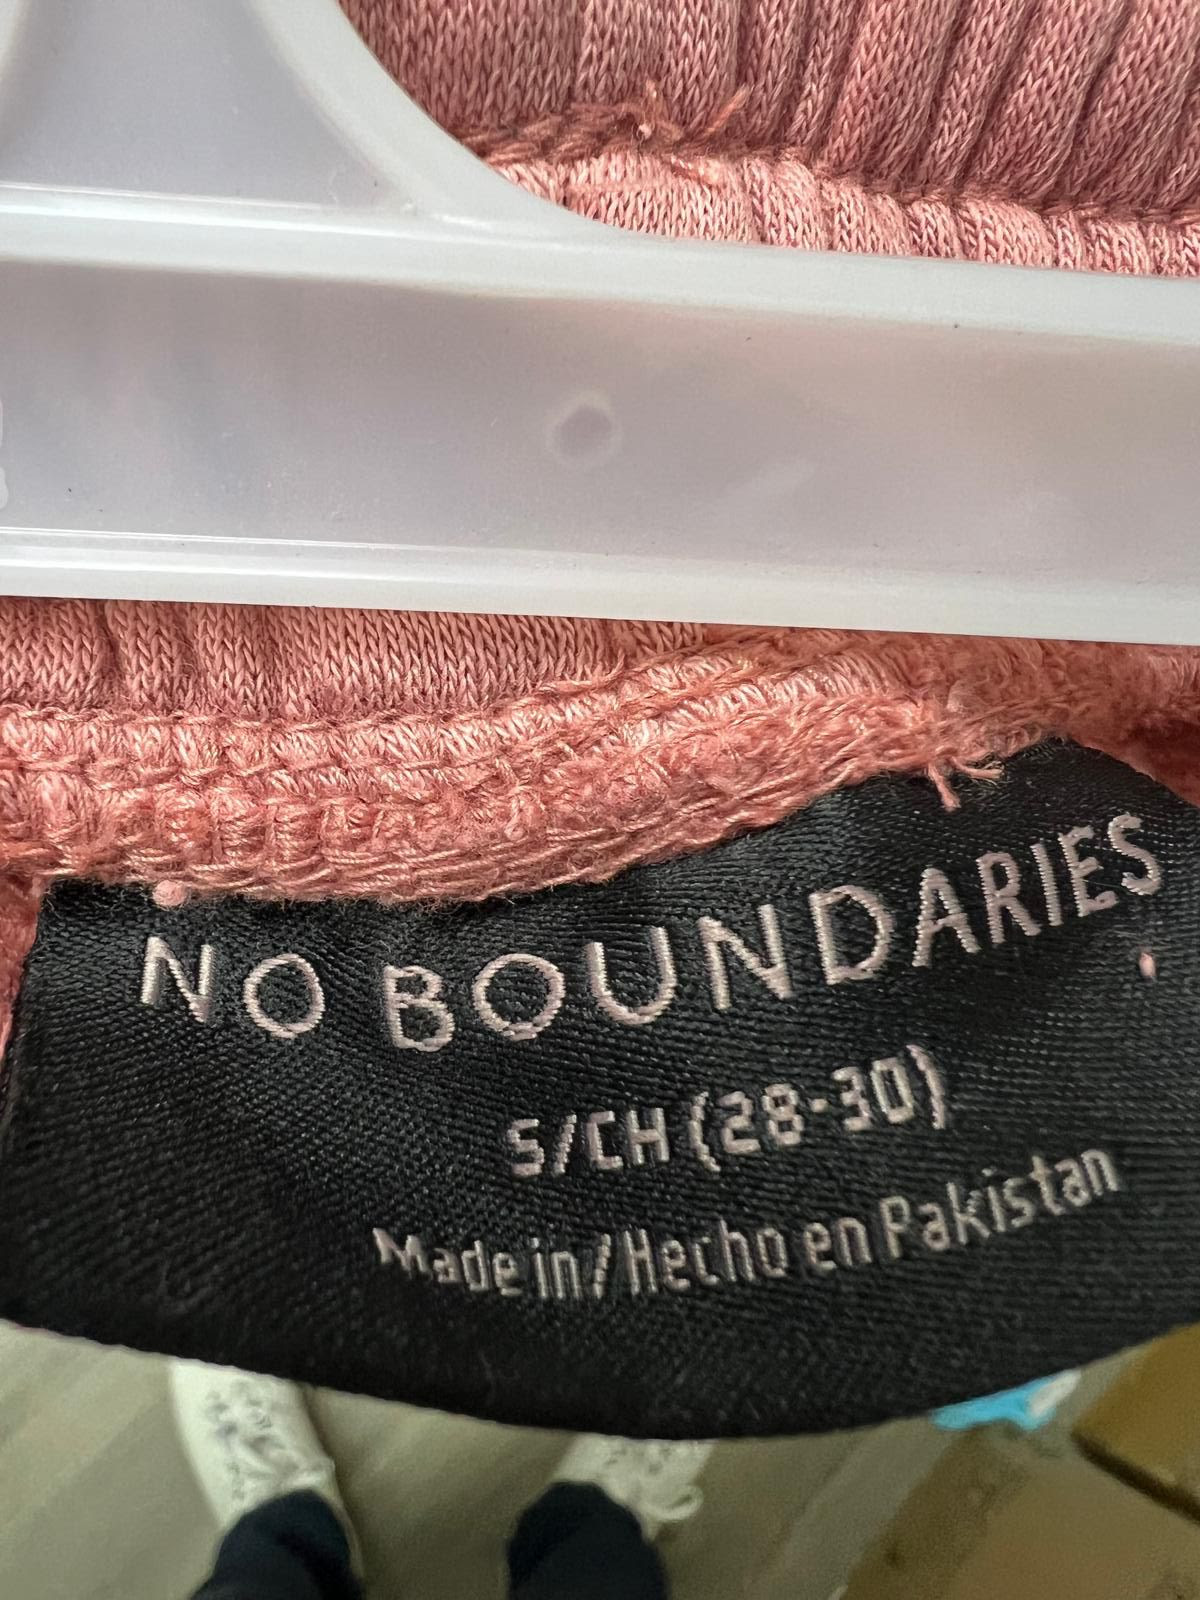 NO BOUNDARIES
S/CH (28-30)
Made in/Hecho en Pakistan